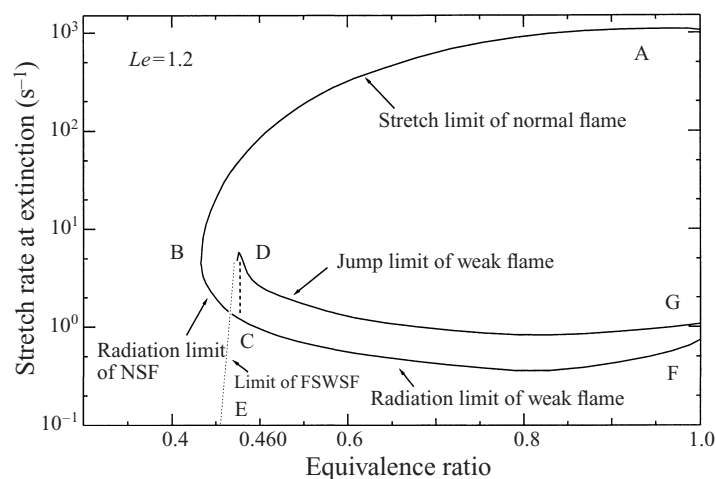 10³
Le=1.2
A
Stretch limit of normal flame
10²
Stretch rate at extinction (s⁻¹)
10¹
B
D
Jump limit of weak flame
G
10⁰
Radiation limit
of NSF
C
Limit of FSWSF
F
E
Radiation limit of weak flame
10⁻¹
0.4
0.460
0.6
0.8
1.0
Equivalence ratio